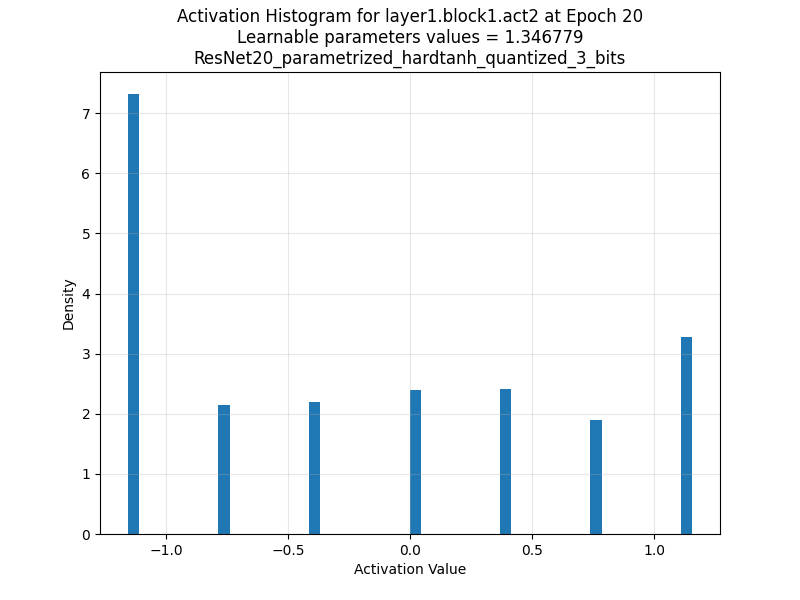 Activation Histogram for layer1.block1.act2 at Epoch 20
Learnable parameters values = 1.346779
ResNet20_parametrized_hardtanh_quantized_3_bits
7
6
5
4
3
2
1
0
Density
−1.0
−0.5
0.0
0.5
1.0
Activation Value